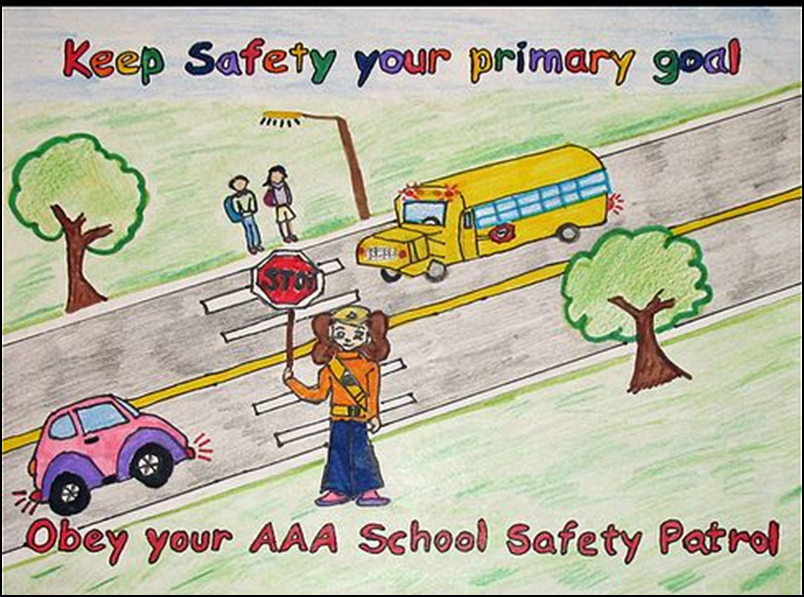 Keep Safety your primary goal
STOP
Obey your AAA School Safety Patrol